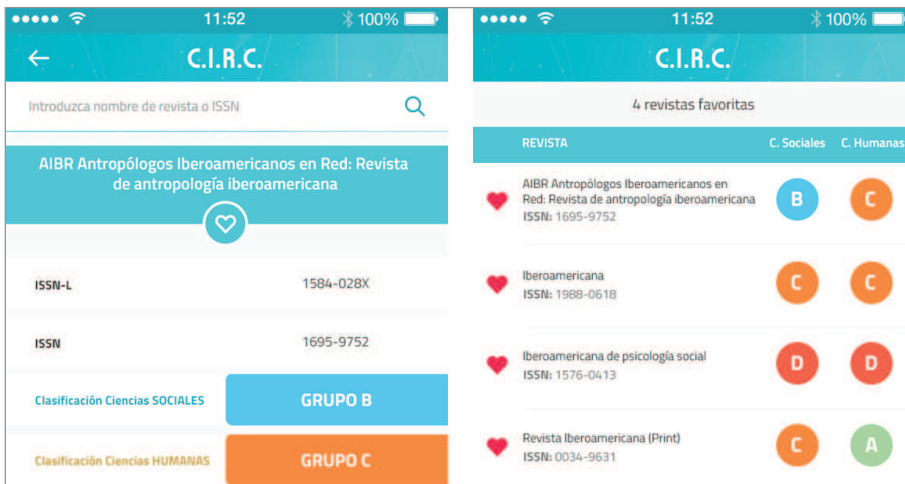 11:52
100%
C.I.R.C.
Introduzca nombre de revista o ISSN
AIBR Antropólogos Iberoamericanos en Red: Revista
de antropología iberoamericana
ISSN-L 1584-028X
ISSN 1695-9752
Clasificación Ciencias SOCIALES GRUPO B
Clasificación Ciencias HUMANAS GRUPO C
11:52
100%
C.I.R.C.
4 revistas favoritas
REVISTA C. Sociales C. Humanas
AIBR Antropólogos Iberoamericanos en
Red: Revista de antropología iberoamericana
ISSN: 1695-9752
B C
Iberoamericana
ISSN: 1988-0618
C C
Iberoamericana de psicología social
ISSN: 1576-0413
D D
Revista Iberoamericana (Print)
ISSN: 0034-9631
C A